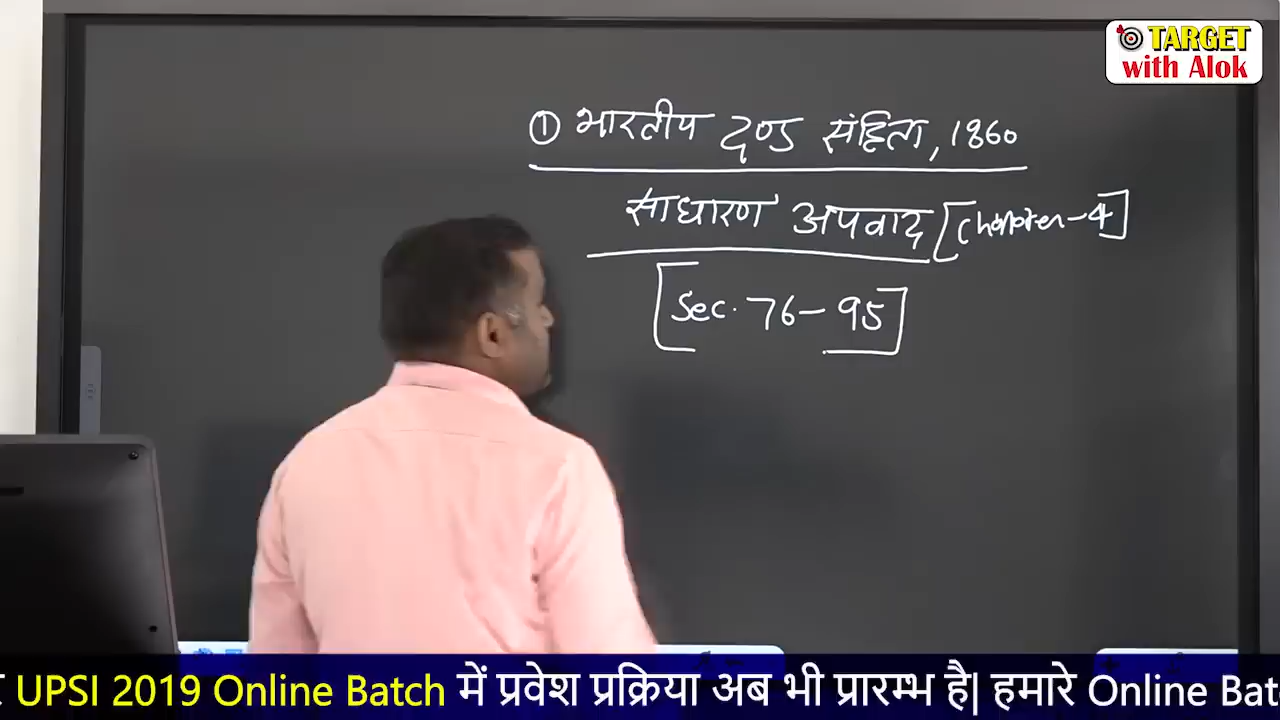 TARGET
with Alok
① भारतीय दण्ड संहिता, 1860
साधारण अपवाद [Chapter-4]
[Sec. 76-95]
UPSI 2019 Online Batch में प्रवेश प्रक्रिया अब भी प्रारम्भ है| हमारे Online Bat